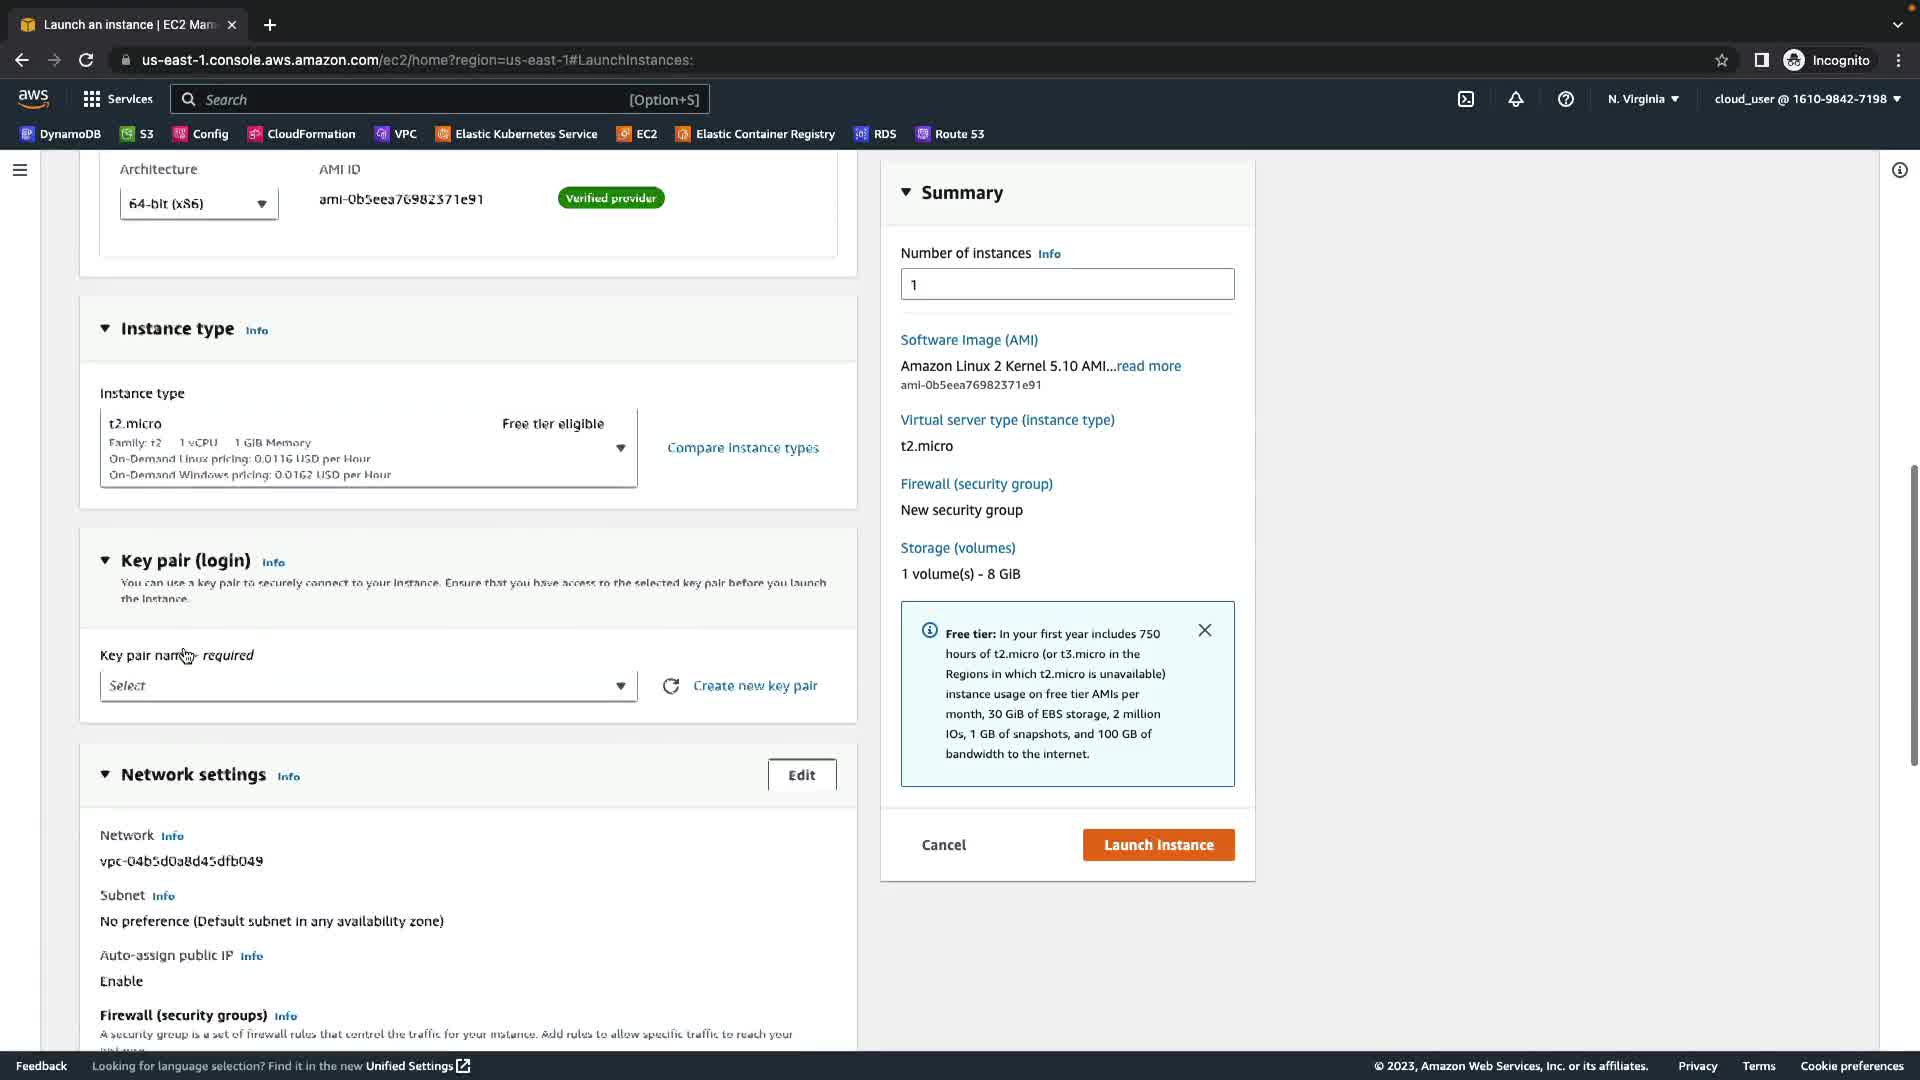 Launch an instance | EC2 Man
us-east-1.console.aws.amazon.com/ec2/home?region=us-east-1#LaunchInstances:
Incognito
aws
Services
Search
[Option+S]
N. Virginia
cloud_user @ 1610-9842-7198
DynamoDB
S3
Config
CloudFormation
VPC
Elastic Kubernetes Service
EC2
Elastic Container Registry
RDS
Route 53
Architecture
AMI ID
64-bit (x86)
ami-0b5eea76982371e91
Verified provider
Instance type Info
Instance type
t2.micro
Free tier eligible
Family: t2 1 vCPU 1 GiB Memory
On-Demand Linux pricing: 0.0116 USD per Hour
On-Demand Windows pricing: 0.0162 USD per Hour
Compare instance types
Key pair (login) Info
You can use a key pair to securely connect to your instance. Ensure that you have access to the selected key pair before you launch
the instance.
Key pair name - required
Select
Create new key pair
Network settings Info
Edit
Network Info
vpc-04b5d0a8d45dfb049
Subnet Info
No preference (Default subnet in any availability zone)
Auto-assign public IP Info
Enable
Firewall (security groups) Info
A security group is a set of firewall rules that control the traffic for your instance. Add rules to allow specific traffic to reach your
Summary
Number of instances Info
1
Software Image (AMI)
Amazon Linux 2 Kernel 5.10 AMI...read more
ami-0b5eea76982371e91
Virtual server type (instance type)
t2.micro
Firewall (security group)
New security group
Storage (volumes)
1 volume(s) - 8 GiB
Free tier: In your first year includes 750
hours of t2.micro (or t3.micro in the
Regions in which t2.micro is unavailable)
instance usage on free tier AMIs per
month, 30 GiB of EBS storage, 2 million
IOs, 1 GB of snapshots, and 100 GB of
bandwidth to the internet.
Cancel
Launch instance
Feedback
Looking for language selection? Find it in the new Unified Settings
© 2023, Amazon Web Services, Inc. or its affiliates.
Privacy
Terms
Cookie preferences